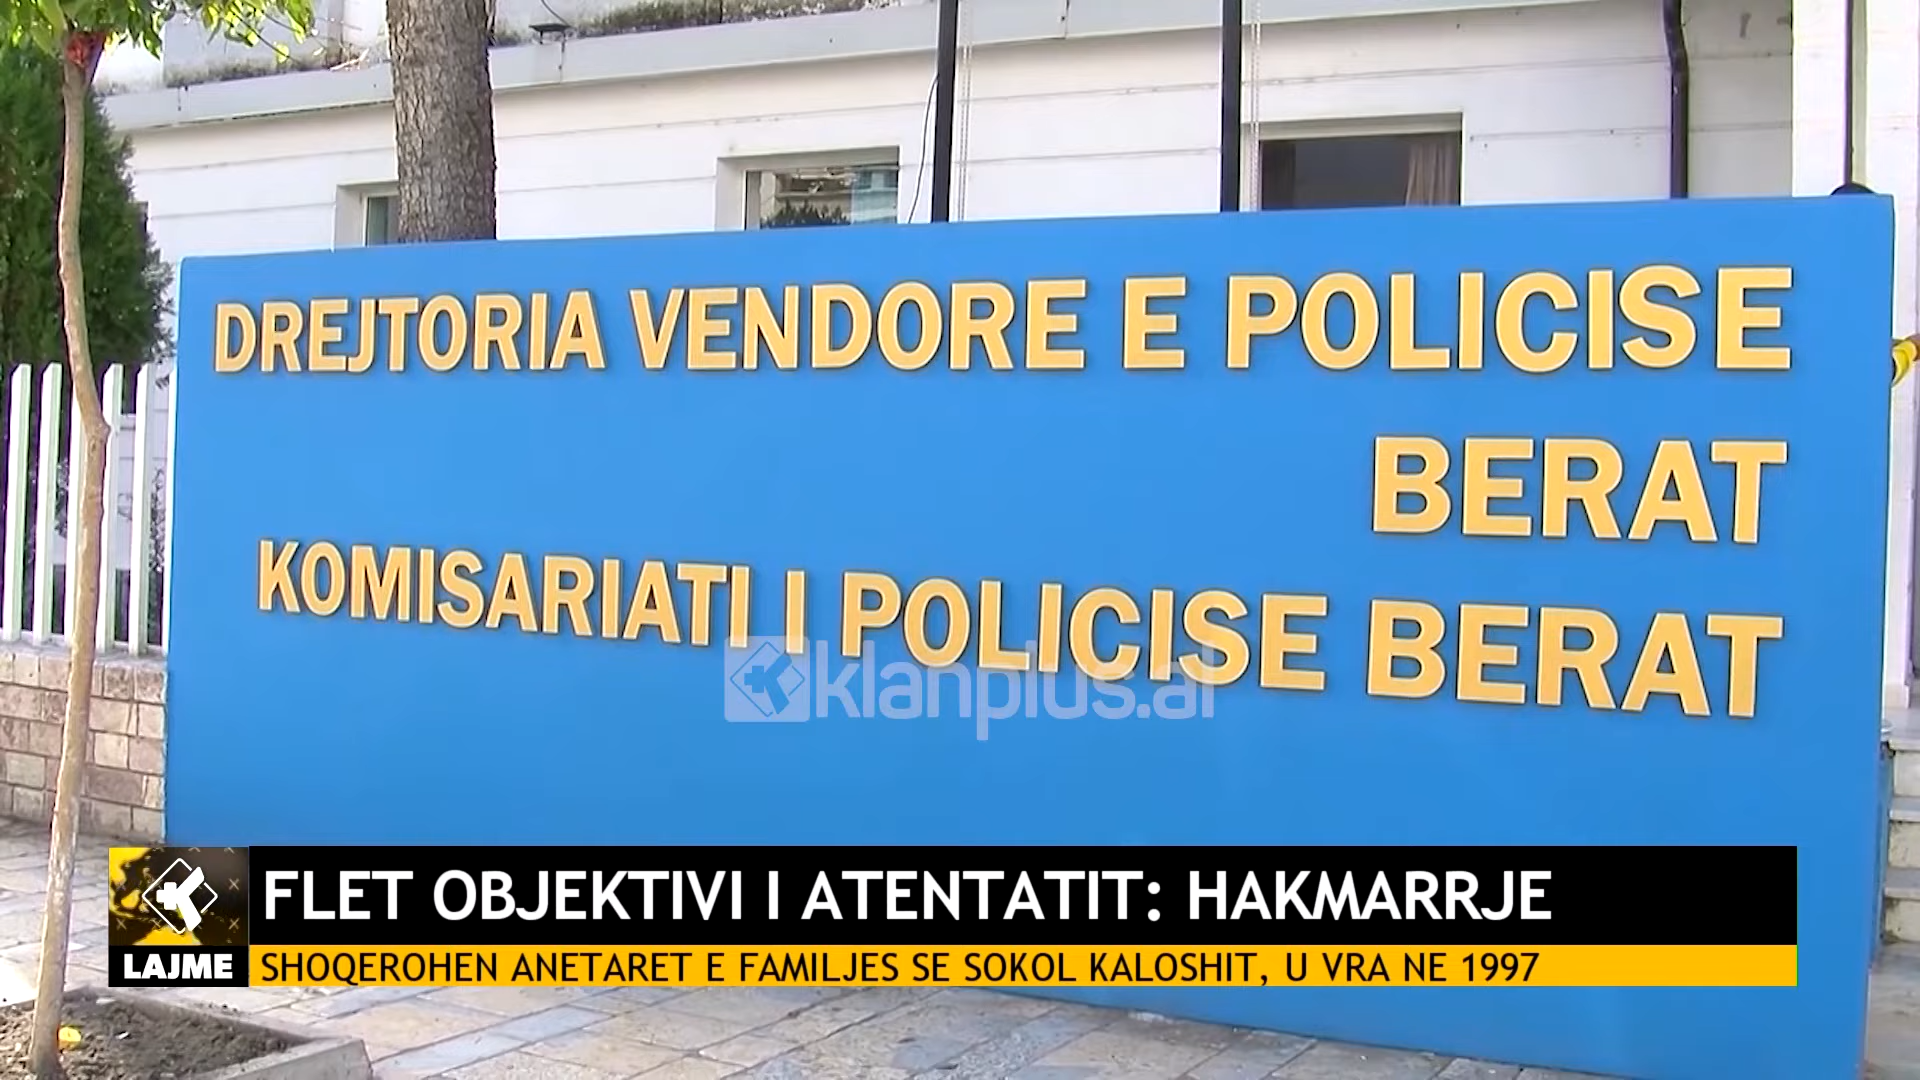 DREJTORIA VENDORE E POLICISE
BERAT
KOMISARIATI I POLICISE BERAT
klanplus.al
FLET OBJEKTIVI I ATENTATIT: HAKMARRJE
LAJME
SHOQEROHEN ANETARET E FAMILJES SE SOKOL KALOSHIT, U VRA NE 1997